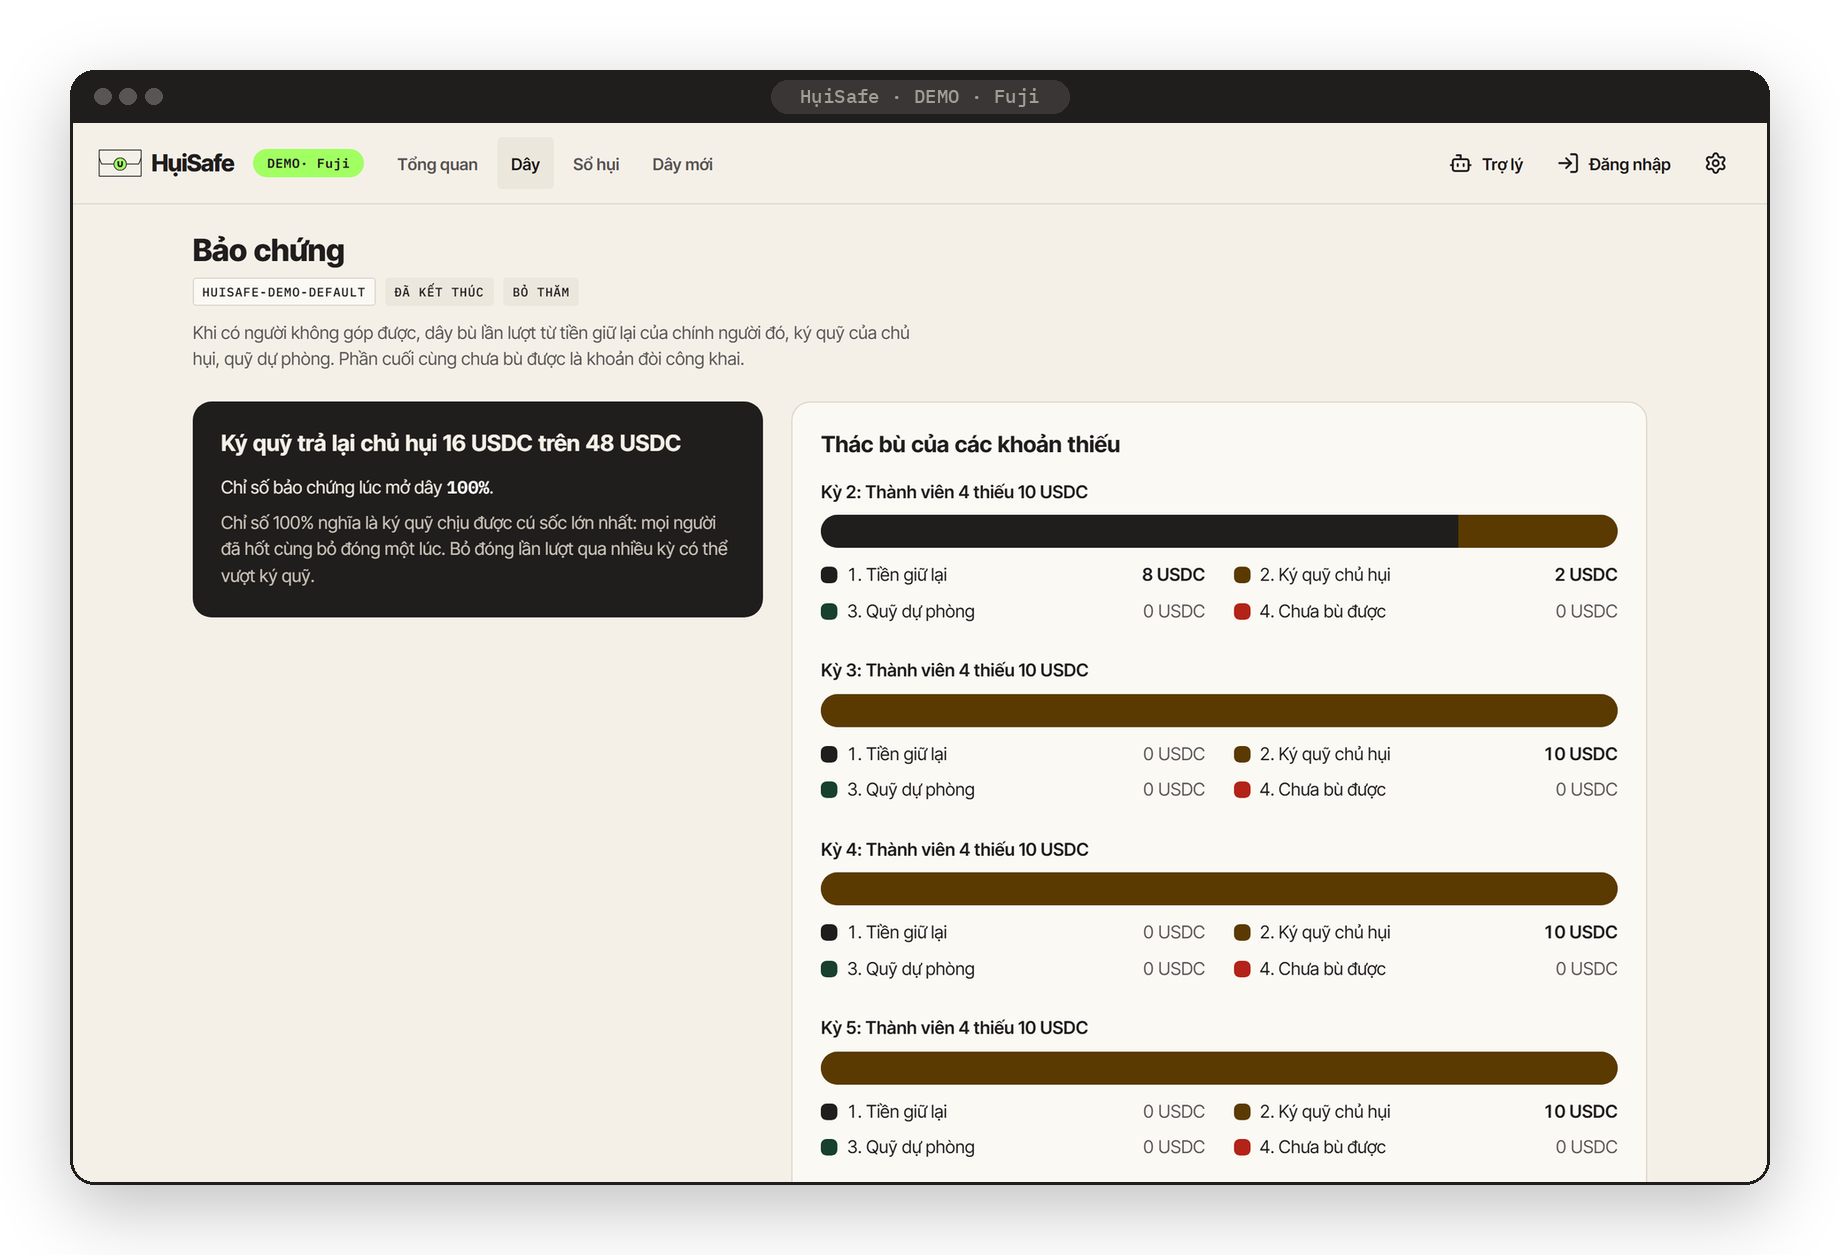 HụiSafe · DEMO · Fuji
HụiSafe
DEMO· Fuji
Tổng quan
Dây
Sổ hụi
Dây mới
Trợ lý
Đăng nhập
Bảo chứng
HUISAFE-DEMO-DEFAULT
ĐÃ KẾT THÚC
BỎ THĂM
Khi có người không góp được, dây bù lần lượt từ tiền giữ lại của chính người đó, ký quỹ của chủ
hụi, quỹ dự phòng. Phần cuối cùng chưa bù được là khoản đòi công khai.
Ký quỹ trả lại chủ hụi 16 USDC trên 48 USDC
Chỉ số bảo chứng lúc mở dây 100%.
Chỉ số 100% nghĩa là ký quỹ chịu được cú sốc lớn nhất: mọi người
đã hốt cùng bỏ đóng một lúc. Bỏ đóng lần lượt qua nhiều kỳ có thể
vượt ký quỹ.
Thác bù của các khoản thiếu
Kỳ 2: Thành viên 4 thiếu 10 USDC
1. Tiền giữ lại 8 USDC 2. Ký quỹ chủ hụi 2 USDC
3. Quỹ dự phòng 0 USDC 4. Chưa bù được 0 USDC
Kỳ 3: Thành viên 4 thiếu 10 USDC
1. Tiền giữ lại 0 USDC 2. Ký quỹ chủ hụi 10 USDC
3. Quỹ dự phòng 0 USDC 4. Chưa bù được 0 USDC
Kỳ 4: Thành viên 4 thiếu 10 USDC
1. Tiền giữ lại 0 USDC 2. Ký quỹ chủ hụi 10 USDC
3. Quỹ dự phòng 0 USDC 4. Chưa bù được 0 USDC
Kỳ 5: Thành viên 4 thiếu 10 USDC
1. Tiền giữ lại 0 USDC 2. Ký quỹ chủ hụi 10 USDC
3. Quỹ dự phòng 0 USDC 4. Chưa bù được 0 USDC